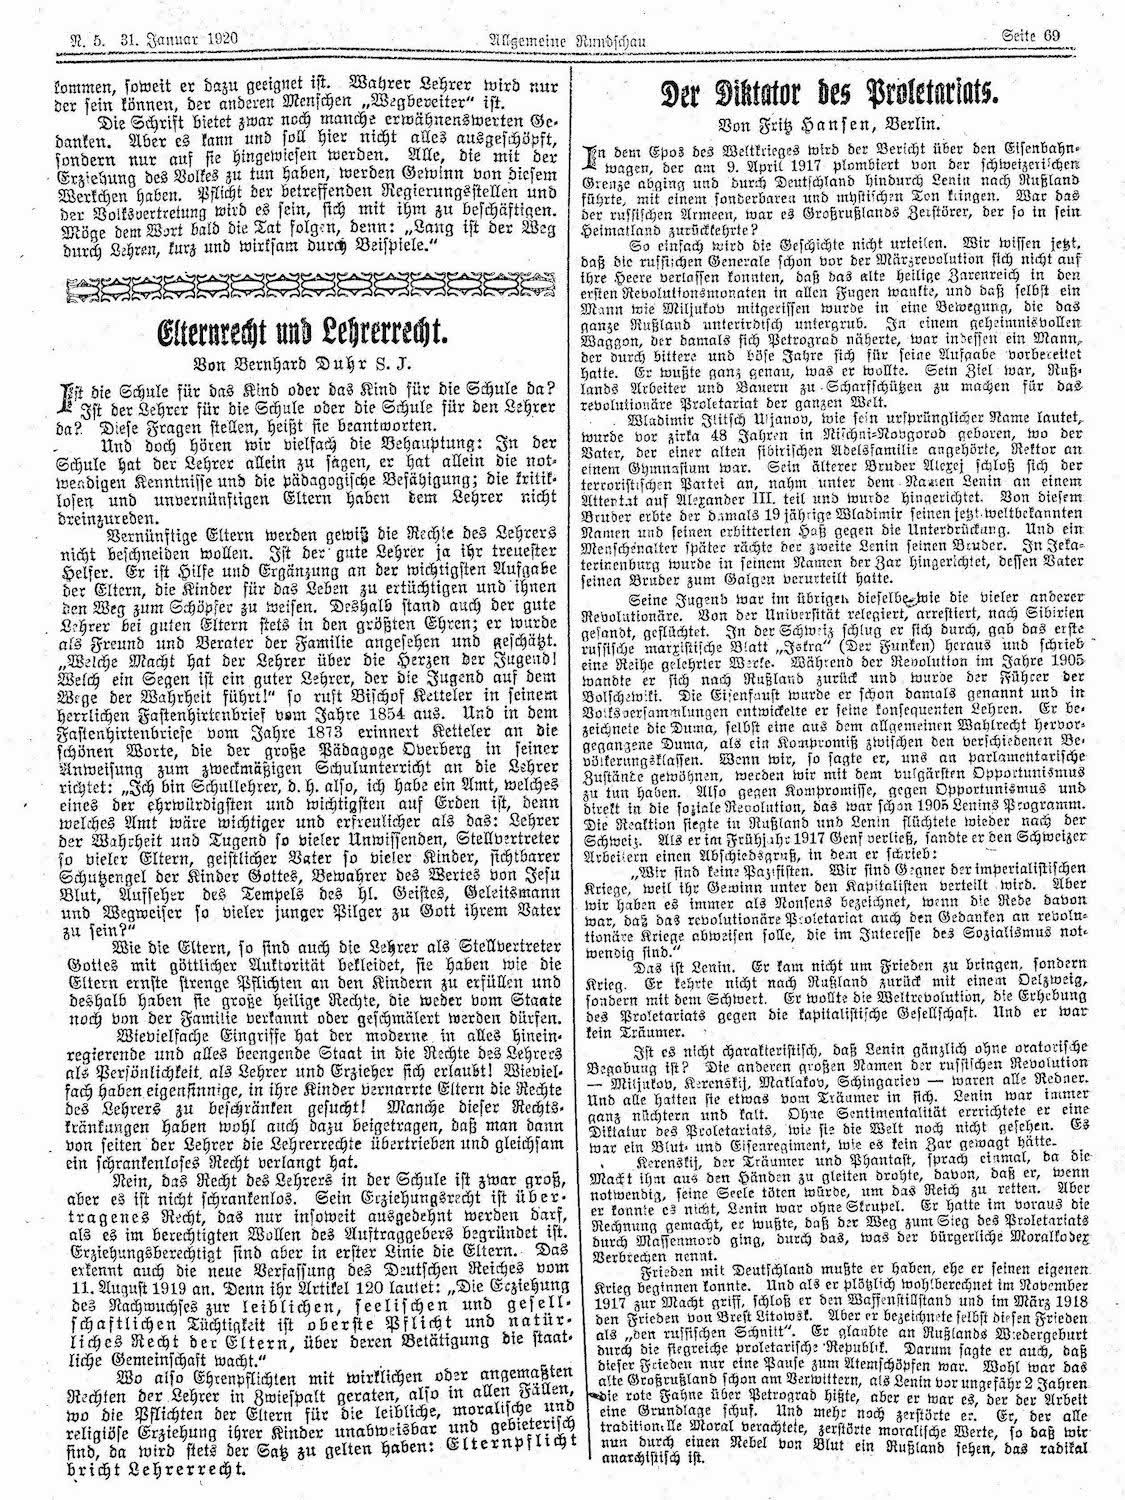 N. 5. 31. Januar 1920
Allgemeine Rundschau
Seite 69
kommen, soweit er dazu geeignet ist. Wahrer Lehrer wird nur
der sein können, der anderen Menschen „Wegbereiter“ ist.
Die Schrift bietet zwar noch manche erwähnenswerten Ge-
danken. Aber es kann und soll hier nicht alles ausgeschöpft,
sondern nur auf sie hingewiesen werden. Alle, die mit der
Erziehung des Volkes zu tun haben, werden Gewinn von diesem
Werkchen haben. Pflicht der betreffenden Regierungsstellen und
der Volksvertretung wird es sein, sich mit ihm zu beschäftigen.
Möge dem Wort bald die Tat folgen, denn: „Lang ist der Weg
durch Lehren, kurz und wirksam durch Beispiele.“
Elternrecht und Lehrerrecht.
Von Bernhard Duhr S. J.
Ist die Schule für das Kind oder das Kind für die Schule da?
Ist der Lehrer für die Schule oder die Schule für den Lehrer
da? Diese Fragen stellen, heißt sie beantworten.
Und doch hören wir vielfach die Behauptung: In der
Schule hat der Lehrer allein zu sagen, er hat allein die not-
wendigen Kenntnisse und die pädagogische Befähigung; die kritik-
losen und unvernünftigen Eltern haben dem Lehrer nicht
dreinzureden.
Vernünftige Eltern werden gewiß die Rechte des Lehrers
nicht beschneiden wollen. Ist der gute Lehrer ja ihr treuester
Helfer. Er ist Hilfe und Ergänzung an der wichtigsten Aufgabe
der Eltern, die Kinder für das Leben zu ertüchtigen und ihnen
den Weg zum Schöpfer zu weisen. Deshalb stand auch der gute
Lehrer bei guten Eltern stets in den größten Ehren; er wurde
als Freund und Berater der Familie angesehen und geschätzt.
„Welche Macht hat der Lehrer über die Herzen der Jugend!
Welch ein Segen ist ein guter Lehrer, der die Jugend auf dem
Wege der Wahrheit führt!“ so ruft Bischof Ketteler in seinem
herrlichen Fastenhirtenbrief vom Jahre 1854 aus. Und in dem
Fastenhirtenbriefe vom Jahre 1873 erinnert Ketteler an die
schönen Worte, die der große Pädagoge Overberg in seiner
Anweisung zum zweckmäßigen Schulunterricht an die Lehrer
richtet: „Ich bin Schullehrer, d. h. also, ich habe ein Amt, welches
eines der ehrwürdigsten und wichtigsten auf Erden ist, denn
welches Amt wäre wichtiger und erfreulicher als das: Lehrer
der Wahrheit und Tugend so vieler Unwissenden, Stellvertreter
so vieler Eltern, geistlicher Vater so vieler Kinder, sichtbarer
Schutzengel der Kinder Gottes, Bewahrer des Wertes von Jesu
Blut, Aufseher des Tempels des hl. Geistes, Geleitsmann
und Wegweiser so vieler junger Pilger zu Gott ihrem Vater
zu sein?“
Wie die Eltern, so sind auch die Lehrer als Stellvertreter
Gottes mit göttlicher Auktorität bekleidet, sie haben wie die
Eltern ernste strenge Pflichten an den Kindern zu erfüllen und
deshalb haben sie große heilige Rechte, die weder vom Staate
noch von der Familie verkannt oder geschmälert werden dürfen.
Wievielfache Eingriffe hat der moderne in alles hinein-
regierende und alles beengende Staat in die Rechte des Lehrers
als Persönlichkeit, als Lehrer und Erzieher sich erlaubt! Wieviel-
fach haben eigensinnige, in ihre Kinder vernarrte Eltern die Rechte
des Lehrers zu beschränken gesucht! Manche dieser Rechts-
kränkungen haben wohl auch dazu beigetragen, daß man dann
von seiten der Lehrer die Lehrerrechte übertrieben und gleichsam
ein schrankenloses Recht verlangt hat.
Nein, das Recht des Lehrers in der Schule ist zwar groß,
aber es ist nicht schrankenlos. Sein Erziehungsrecht ist über-
tragenes Recht, das nur insoweit ausgedehnt werden darf,
als es im berechtigten Wollen des Auftraggebers begründet ist.
Erziehungsberechtigt sind aber in erster Linie die Eltern. Das
erkennt auch die neue Verfassung des Deutschen Reiches vom
11. August 1919 an. Denn ihr Artikel 120 lautet: „Die Erziehung
des Nachwuchses zur leiblichen, seelischen und gesell-
schaftlichen Tüchtigkeit ist oberste Pflicht und natür-
liches Recht der Eltern, über deren Betätigung die staat-
liche Gemeinschaft wacht.“
Wo also Ehrenpflichten mit wirklichen oder angemaßten
Rechten der Lehrer in Zwiespalt geraten, also in allen Fällen,
wo die Pflichten der Eltern für die leibliche, moralische und
religiöse Erziehung ihrer Kinder unabweisbar und gebieterisch
sind, da wird stets der Satz zu gelten haben: Elternpflicht
bricht Lehrerrecht.
Der Diktator des Proletariats.
Von Fritz Hansen, Berlin.
In dem Epos des Weltkrieges wird der Bericht über den Eisenbahn-
wagen, der am 9. April 1917 plombiert von der schweizerischen
Grenze abging und durch Deutschland hindurch Lenin nach Rußland
führte, mit einem sonderbaren und mystischen Ton klingen. War das
der russischen Armeen, war es Großrußlands Zerstörer, der so in sein
Heimatland zurückkehrte?
So einfach wird die Geschichte nicht urteilen. Wir wissen jetzt,
daß die russischen Generale schon vor der Märzrevolution sich nicht auf
ihre Heere verlassen konnten, daß das alte heilige Zarenreich in den
ersten Revolutionsmonaten in allen Fugen wankte, und daß selbst ein
Mann wie Miljukov mitgerissen wurde in eine Bewegung, die das
ganze Rußland unterirdisch untergrub. In einem geheimnisvollen
Waggon, der damals sich Petrograd näherte, war indessen ein Mann,
der durch bittere und böse Jahre sich für seine Aufgabe vorbereitet
hatte. Er wußte ganz genau, was er wollte. Sein Ziel war, Ruß-
lands Arbeiter und Bauern zu Scharfschützen zu machen für das
revolutionäre Proletariat der ganzen Welt.
Wladimir Ilitsch Uljanov, wie sein ursprünglicher Name lautet,
wurde vor zirka 48 Jahren in Nischni-Novgorod geboren, wo der
Vater, der einer alten sibirischen Adelsfamilie angehörte, Rektor an
einem Gymnasium war. Sein älterer Bruder Alexej schloß sich der
terroristischen Partei an, nahm unter dem Namen Lenin an einem
Attentat auf Alexander III. teil und wurde hingerichtet. Von diesem
Bruder erbte der damals 19 jährige Wladimir seinen jetzt weltbekannten
Namen und seinen erbitterten Haß gegen die Unterdrückung. Und ein
Menschenalter später rächte der zweite Lenin seinen Bruder. In Jeka-
terinenburg wurde in seinem Namen der Zar hingerichtet, dessen Vater
seinen Bruder zum Galgen verurteilt hatte.
Seine Jugend war im übrigen dieselbe wie die vieler anderer
Revolutionäre. Von der Universität relegiert, arrestiert, nach Sibirien
gesandt, geflüchtet. In der Schweiz schlug er sich durch, gab das erste
russische marxistische Blatt „Iskra“ (Der Funken) heraus und schrieb
eine Reihe gelehrter Werke. Während der Revolution im Jahre 1905
wandte er sich nach Rußland zurück und wurde der Führer der
Bolschewiki. Die Eisenfaust wurde er schon damals genannt und in
Volksversammlungen entwickelte er seine konsequenten Lehren. Er be-
zeichnete die Duma, selbst eine aus dem allgemeinen Wahlrecht hervor-
gegangene Duma, als ein Kompromiß zwischen den verschiedenen Be-
völkerungsklassen. Wenn wir, so sagte er, uns an parlamentarische
Zustände gewöhnen, werden wir mit dem vulgärsten Opportunismus
zu tun haben. Also gegen Kompromisse, gegen Opportunismus und
direkt in die soziale Revolution, das war schon 1905 Lenins Programm.
Die Reaktion siegte in Rußland und Lenin flüchtete wieder nach der
Schweiz. Als er im Frühjahr 1917 Genf verließ, sandte er den Schweizer
Arbeitern einen Abschiedsgruß, in dem er schrieb:
„Wir sind keine Pazifisten. Wir sind Gegner der imperialistischen
Kriege, weil ihr Gewinn unter den Kapitalisten verteilt wird. Aber
wir haben es immer als Nonsens bezeichnet, wenn die Rede davon
war, daß das revolutionäre Proletariat auch den Gedanken an revolu-
tionäre Kriege abweisen solle, die im Interesse des Sozialismus not-
wendig sind.“
Das ist Lenin. Er kam nicht um Frieden zu bringen, sondern
Krieg. Er kehrte nicht nach Rußland zurück mit einem Oelzweig,
sondern mit dem Schwert. Er wollte die Weltrevolution, die Erhebung
des Proletariats gegen die kapitalistische Gesellschaft. Und er war
kein Träumer.
Ist es nicht charakteristisch, daß Lenin gänzlich ohne oratorische
Begabung ist? Die anderen großen Namen der russischen Revolution
— Miljukov, Kerenskij, Maklakov, Schingariev — waren alle Redner.
Und alle hatten sie etwas vom Träumer in sich. Lenin war immer
ganz nüchtern und kalt. Ohne Sentimentalität errrichtete er eine
Diktatur des Proletariats, wie sie die Welt noch nicht gesehen. Es
war ein Blut- und Eisenregiment, wie es kein Zar gewagt hätte.
Kerenskij, der Träumer und Phantast, sprach einmal, da die
Macht ihm aus den Händen zu gleiten drohte, davon, daß er, wenn
notwendig, seine Seele töten würde, um das Reich zu retten. Aber
er konnte es nicht, Lenin war ohne Skrupel. Er hatte im voraus die
Rechnung gemacht, er wußte, daß der Weg zum Sieg des Proletariats
durch Massenmord ging, durch das, was der bürgerliche Moralkodex
Verbrechen nennt.
Frieden mit Deutschland mußte er haben, ehe er seinen eigenen
Krieg beginnen konnte. Und als er plötzlich wohlberechnet im November
1917 zur Macht griff, schloß er den Waffenstillstand und im März 1918
den Frieden von Brest Litowsk. Aber er bezeichnete selbst diesen Frieden
als „den russischen Schnitt“. Er glaubte an Rußlands Wiedergeburt
durch die siegreiche proletarische Republik. Darum sagte er auch, daß
dieser Frieden nur eine Pause zum Atemschöpfen war. Wohl war das
alte Großrußland schon am Verwittern, als Lenin vor ungefähr 2 Jahren
die rote Fahne über Petrograd hißte, aber er war es, der der Arbeit
eine Grundlage schuf. Und mehr noch zerstörte er. Er, der alle
traditionelle Moral verachtete, zerstörte moralische Werte, so daß wir
nun durch einen Nebel von Blut ein Rußland sehen, das radikal
anarchistisch ist.